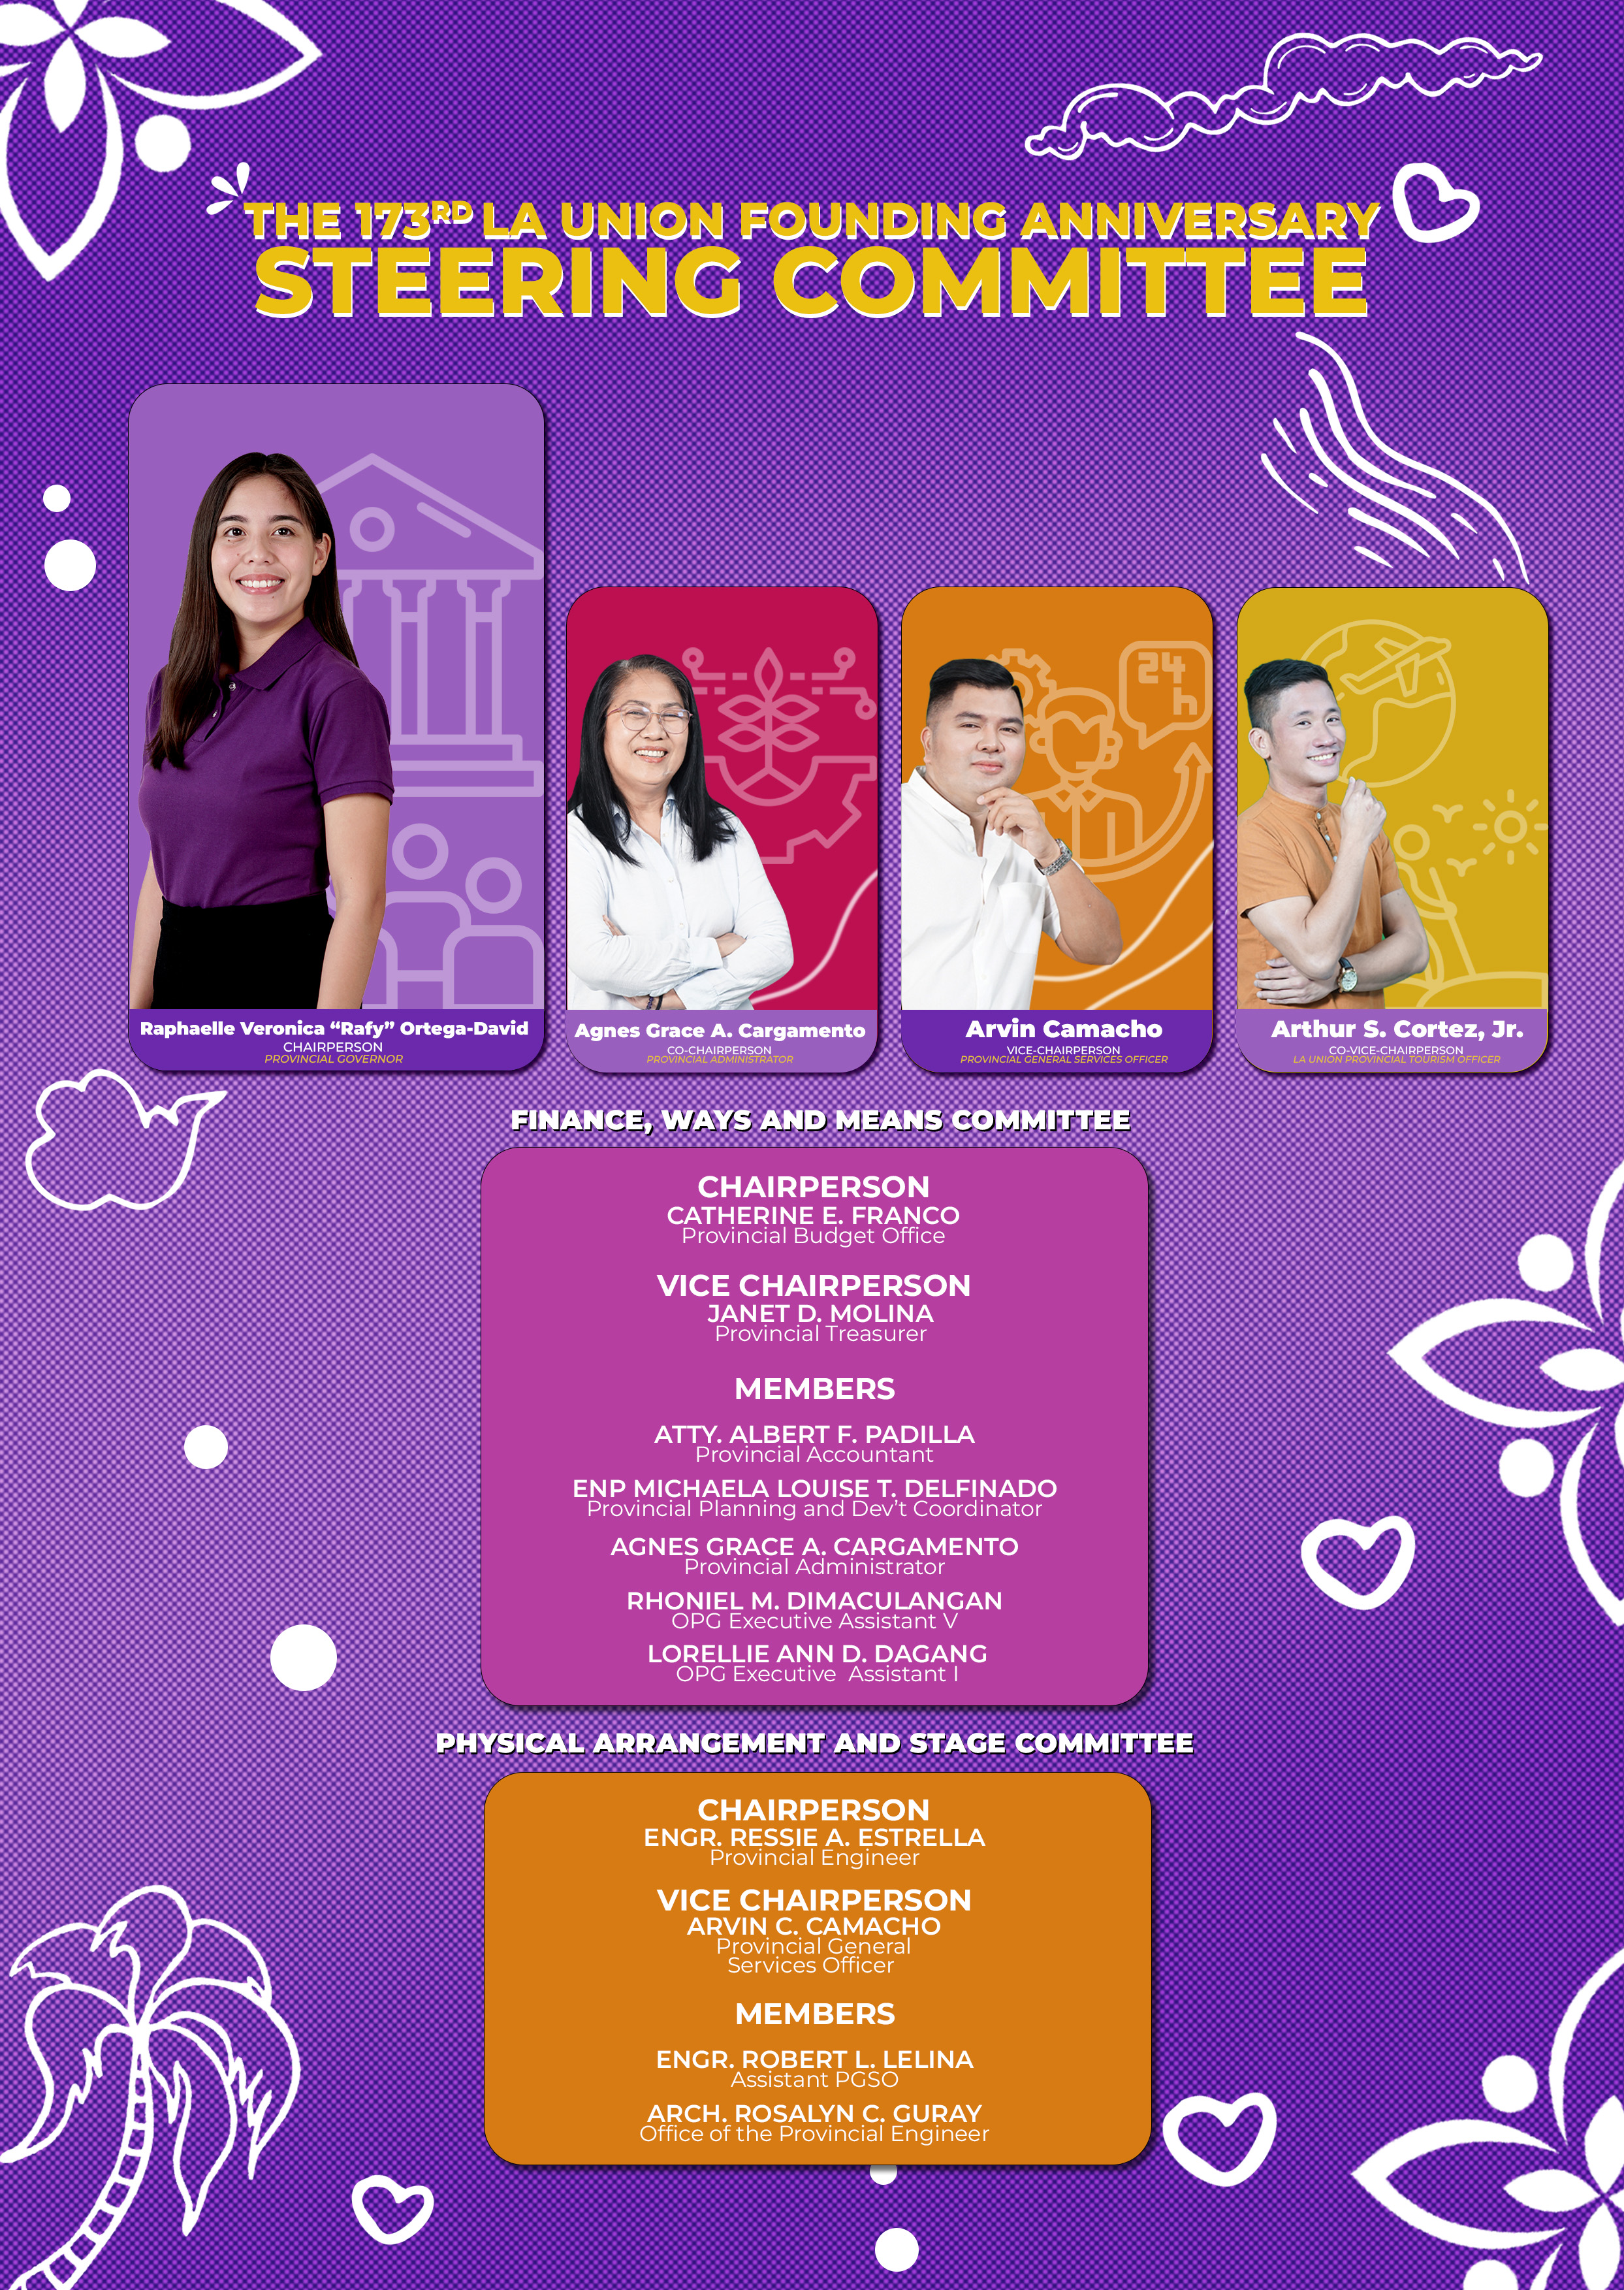 THE 173RD LA UNION FOUNDING ANNIVERSARY
STEERING COMMITTEE
24
h
Raphaelle Veronica “Rafy” Ortega-David
CHAIRPERSON
PROVINCIAL GOVERNOR
Agnes Grace A. Cargamento
CO-CHAIRPERSON
PROVINCIAL ADMINISTRATOR
Arvin Camacho
VICE-CHAIRPERSON
PROVINCIAL GENERAL SERVICES OFFICER
Arthur S. Cortez, Jr.
CO-VICE-CHAIRPERSON
LA UNION PROVINCIAL TOURISM OFFICER
FINANCE, WAYS AND MEANS COMMITTEE
CHAIRPERSON
CATHERINE E. FRANCO
Provincial Budget Office
VICE CHAIRPERSON
JANET D. MOLINA
Provincial Treasurer
MEMBERS
ATTY. ALBERT F. PADILLA
Provincial Accountant
ENP MICHAELA LOUISE T. DELFINADO
Provincial Planning and Dev’t Coordinator
AGNES GRACE A. CARGAMENTO
Provincial Administrator
RHONIEL M. DIMACULANGAN
OPG Executive Assistant V
LORELLIE ANN D. DAGANG
OPG Executive Assistant I
PHYSICAL ARRANGEMENT AND STAGE COMMITTEE
CHAIRPERSON
ENGR. RESSIE A. ESTRELLA
Provincial Engineer
VICE CHAIRPERSON
ARVIN C. CAMACHO
Provincial General
Services Officer
MEMBERS
ENGR. ROBERT L. LELINA
Assistant PGSO
ARCH. ROSALYN C. GURAY
Office of the Provincial Engineer